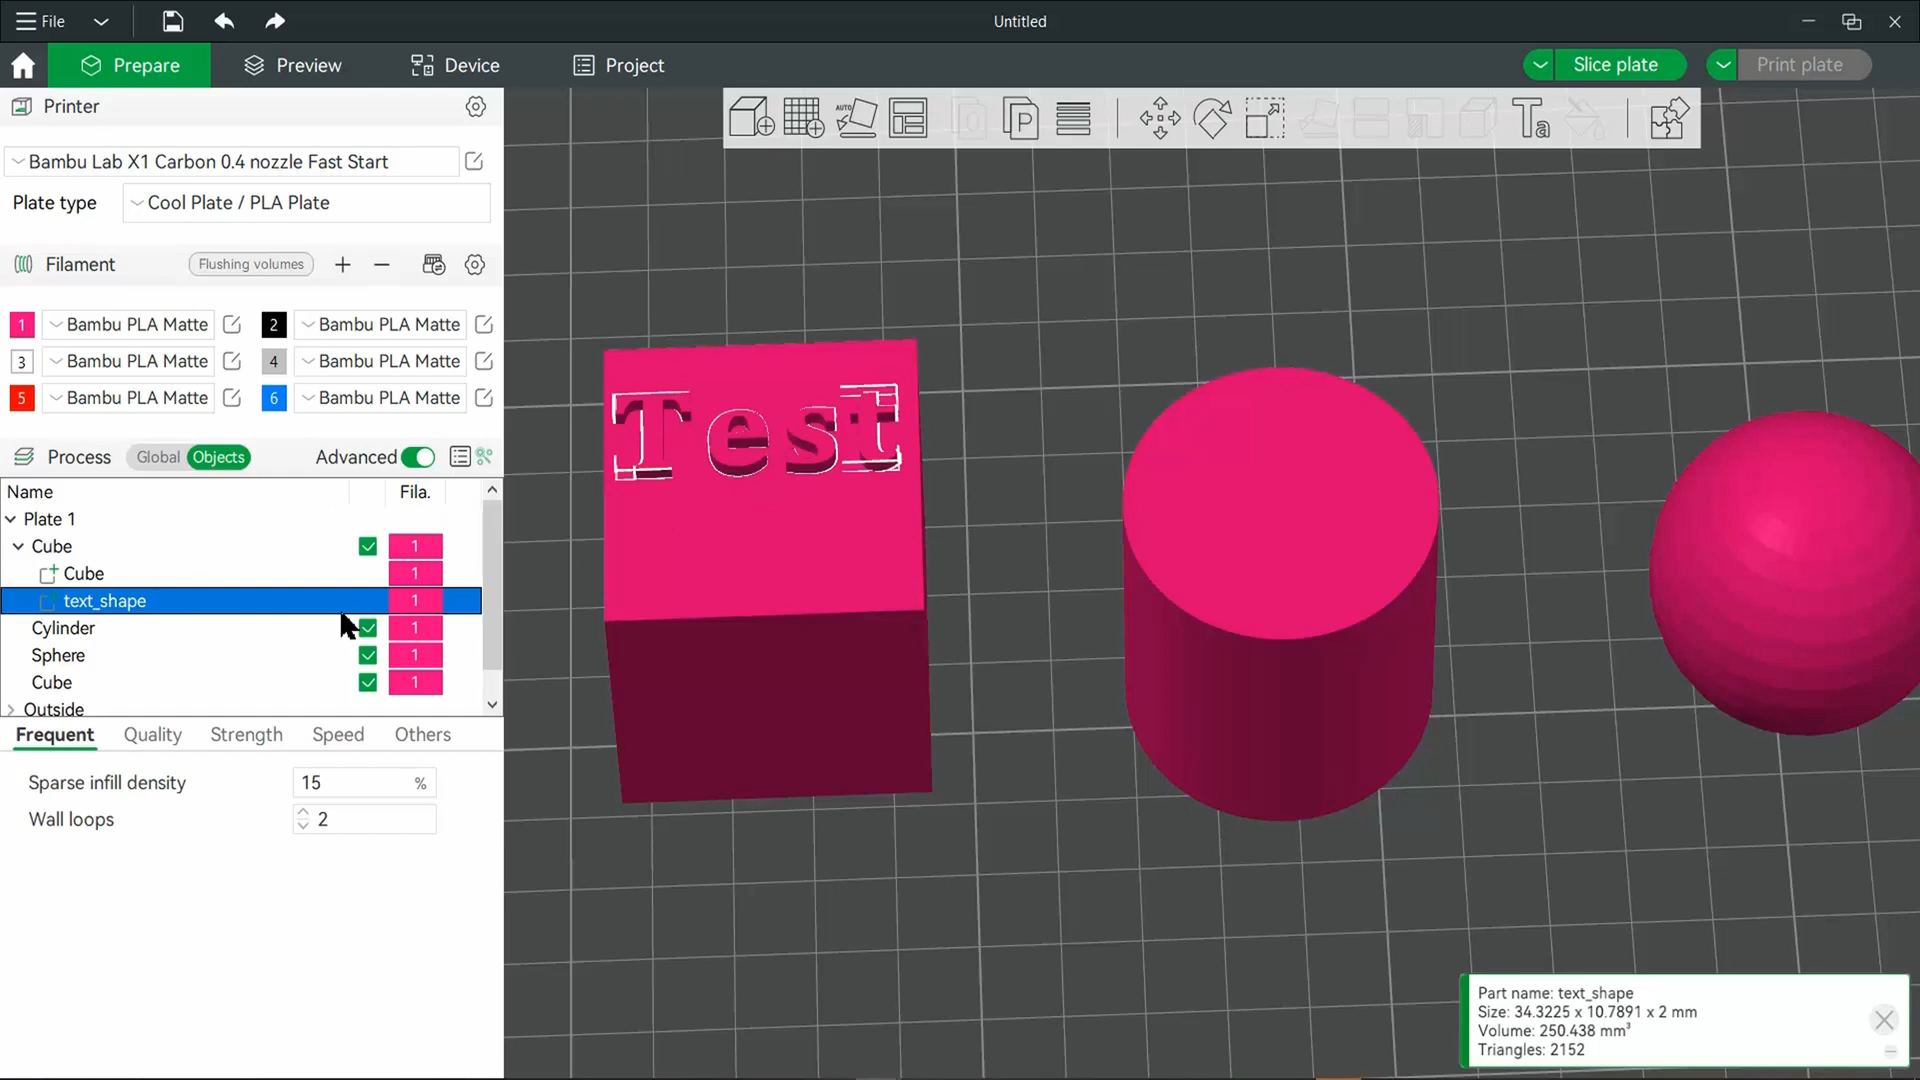 File
Untitled
Prepare
Preview
Device
Project
Slice plate
Print plate
Printer
Bambu Lab X1 Carbon 0.4 nozzle Fast Start
Plate type
Cool Plate / PLA Plate
Filament
Flushing volumes
1 Bambu PLA Matte
2 Bambu PLA Matte
3 Bambu PLA Matte
4 Bambu PLA Matte
5 Bambu PLA Matte
6 Bambu PLA Matte
Process
Global
Objects
Advanced
Name
Fila.
Plate 1
Cube 1
Cube 1
text_shape 1
Cylinder 1
Sphere 1
Cube 1
Outside
Frequent
Quality
Strength
Speed
Others
Sparse infill density 15 %
Wall loops 2
AUTO
P
Ta
Test
Part name: text_shape
Size: 34.3225 x 10.7891 x 2 mm
Volume: 250.438 mm³
Triangles: 2152